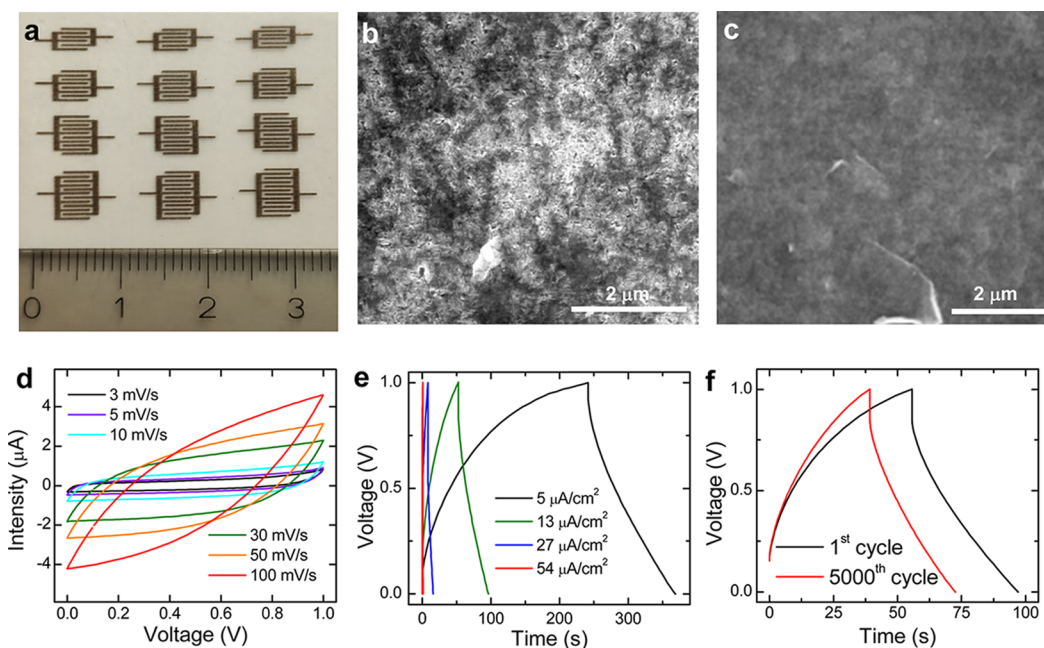 a
0 1 2 3
b
2 μm
c
2 μm
d
Intensity (μA)
4
2
0
-2
-4
3 mV/s
5 mV/s
10 mV/s
30 mV/s
50 mV/s
100 mV/s
0.0 0.2 0.4 0.6 0.8 1.0
Voltage (V)
e
Voltage (V)
1.0
0.5
0.0
5 μA/cm²
13 μA/cm²
27 μA/cm²
54 μA/cm²
0 100 200 300
Time (s)
f
Voltage (V)
1.0
0.5
0.0
1st cycle
5000th cycle
0 25 50 75 100
Time (s)